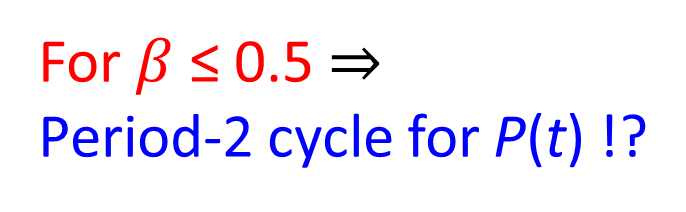 For β ≤ 0.5 ⇒
Period-2 cycle for P(t) !?